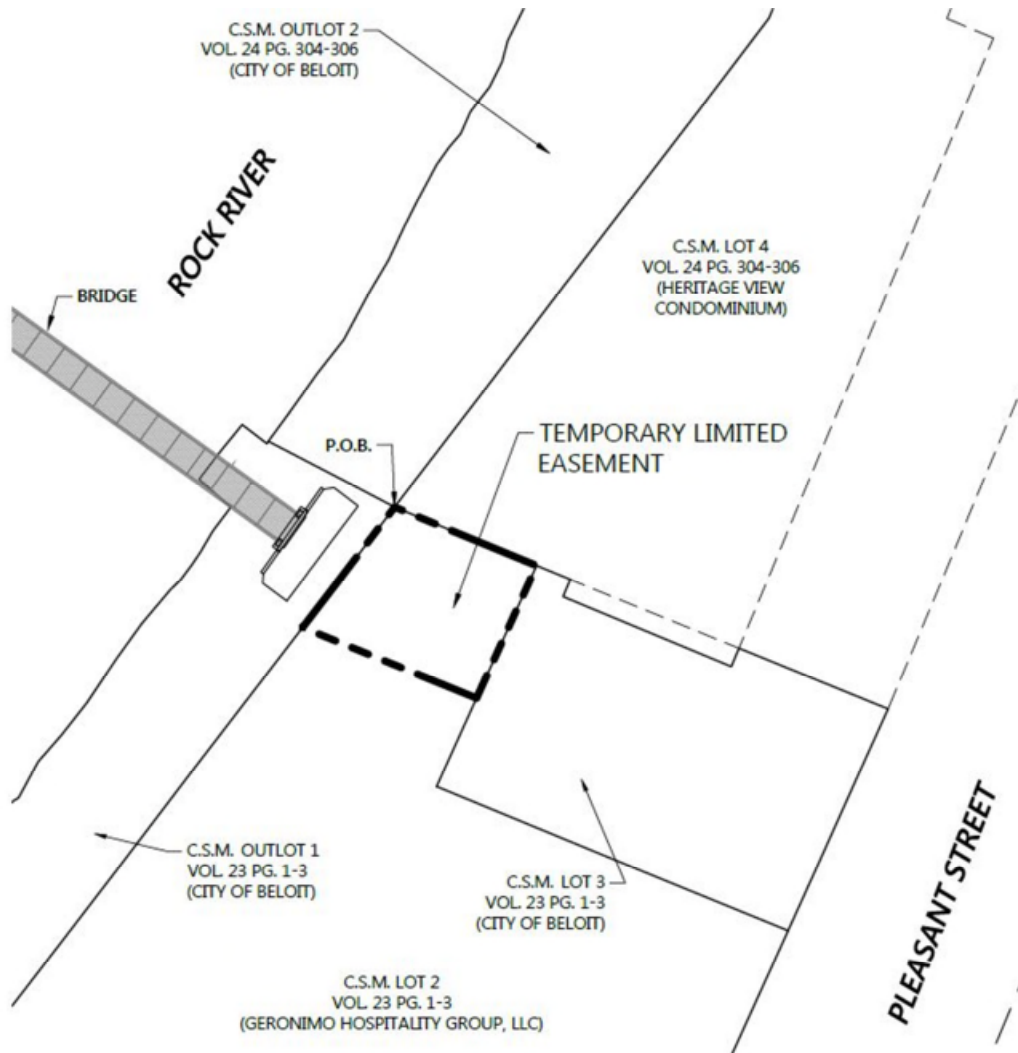 C.S.M. OUTLOT 2
VOL. 24 PG. 304-306
(CITY OF BELOIT)
ROCK RIVER
C.S.M. LOT 4
VOL. 24 PG. 304-306
(HERITAGE VIEW
CONDOMINIUM)
BRIDGE
P.O.B.
TEMPORARY LIMITED
EASEMENT
C.S.M. OUTLOT 1
VOL. 23 PG. 1-3
(CITY OF BELOIT)
C.S.M. LOT 3
VOL. 23 PG. 1-3
(CITY OF BELOIT)
PLEASANT STREET
C.S.M. LOT 2
VOL. 23 PG. 1-3
(GERONIMO HOSPITALITY GROUP, LLC)